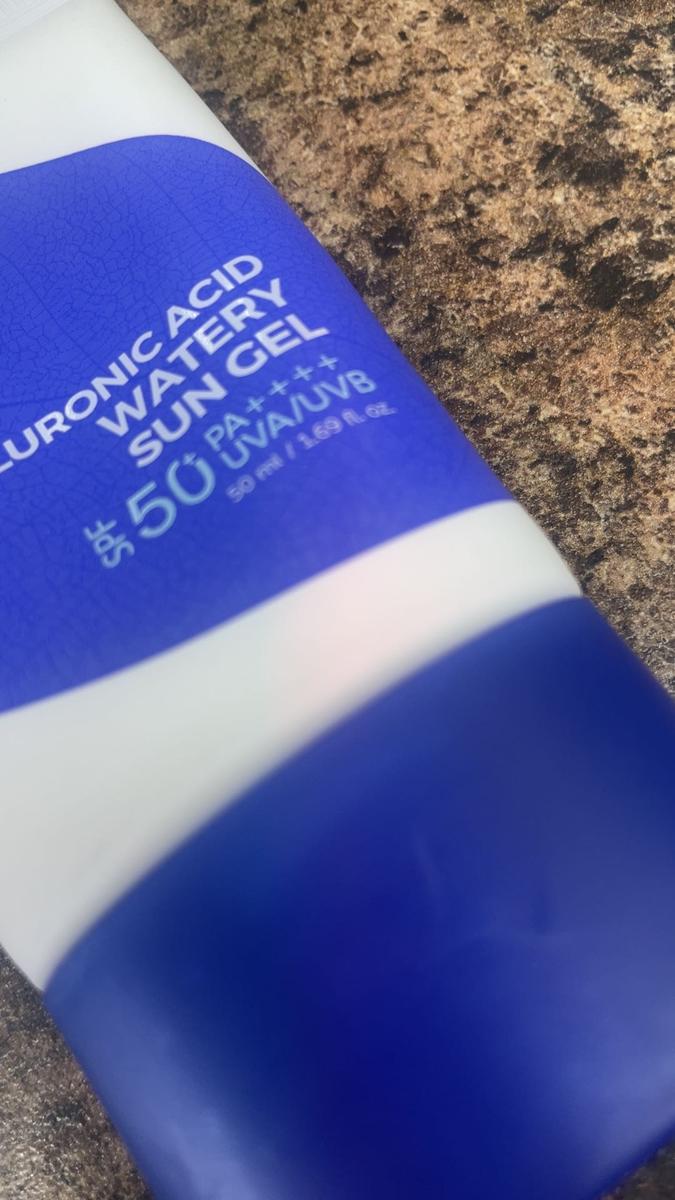 LURONIC ACID
WATERY
SUN GEL
SPF 50+ PA++++
UVA/UVB
50 ml / 1.69 fl. oz.